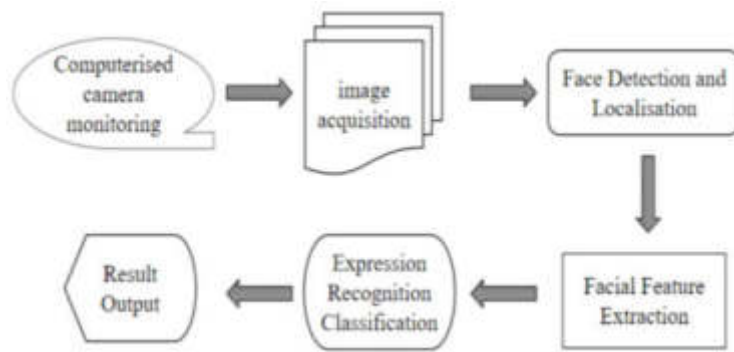 Computerised
camera
monitoring
image
acquisition
Face Detection and
Localisation
Facial Feature
Extraction
Expression
Recognition
Classification
Result
Output